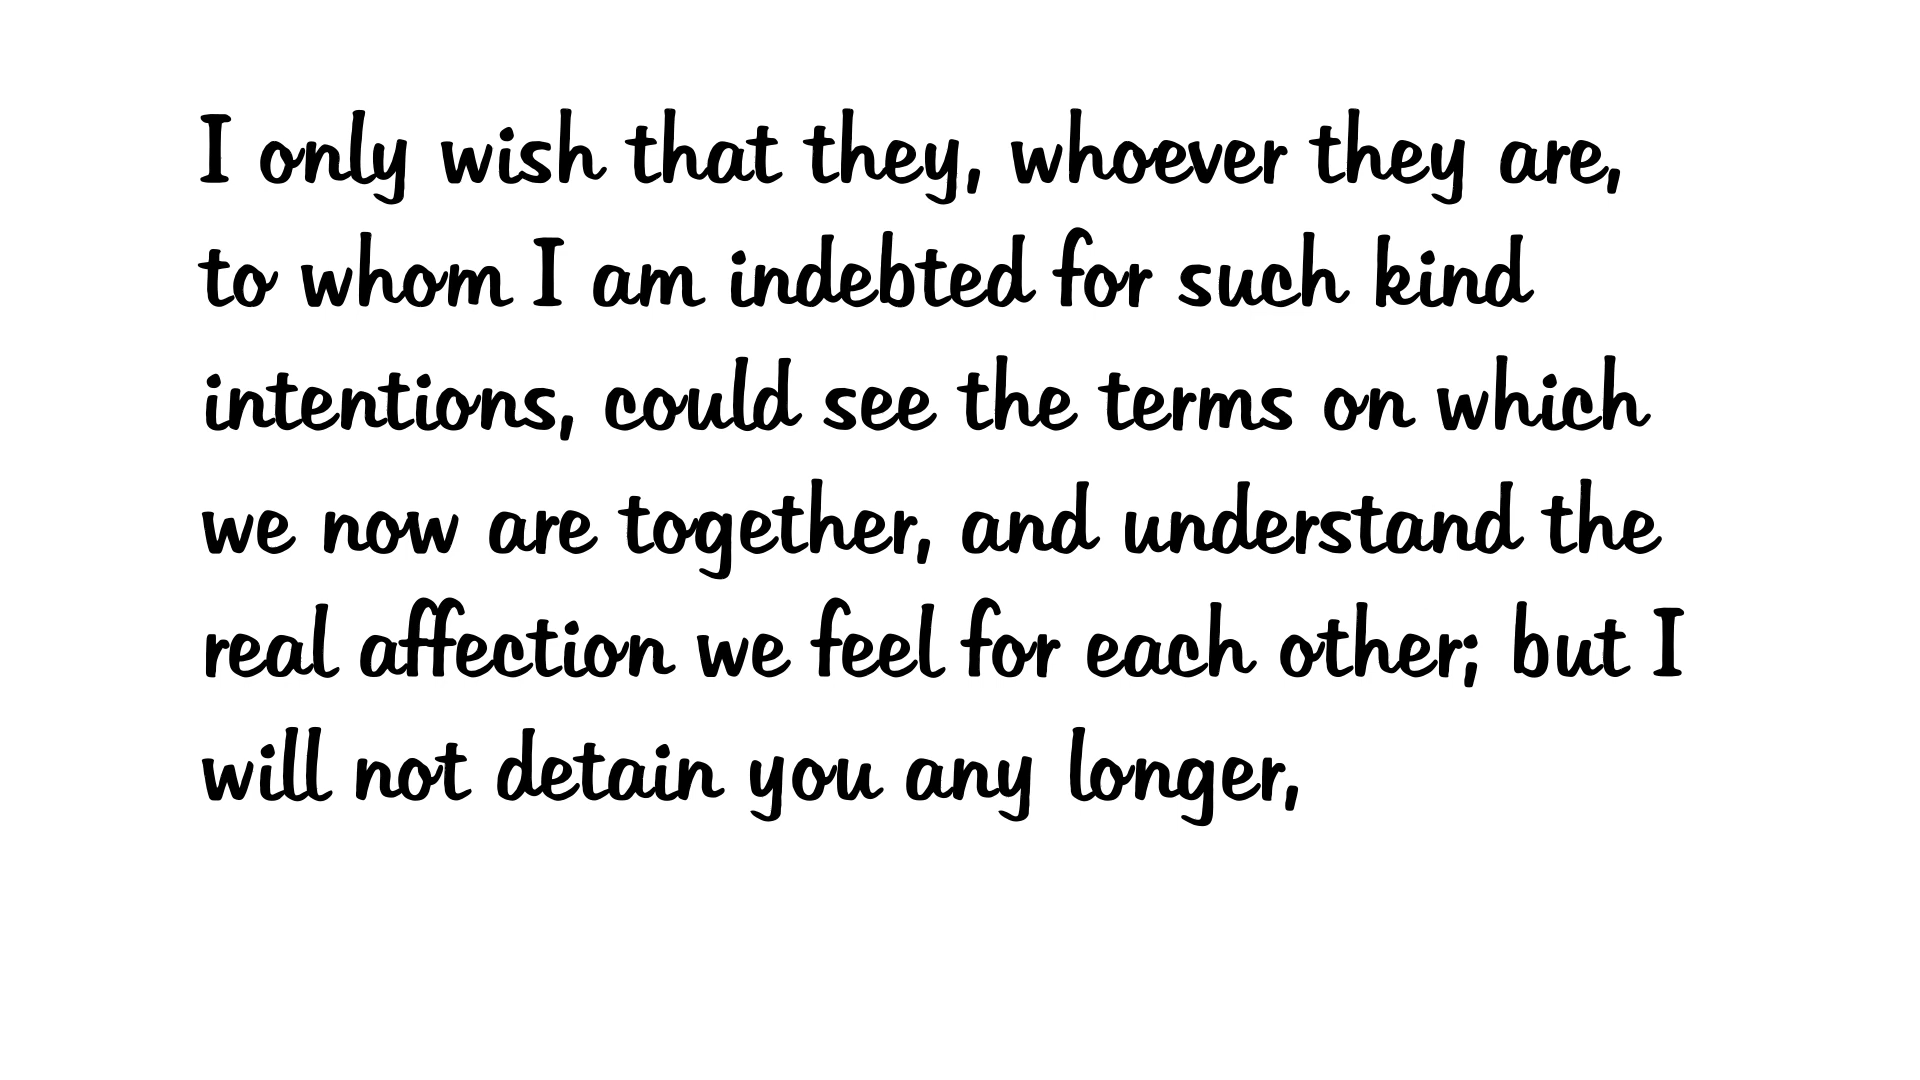 I only wish that they, whoever they are,
to whom I am indebted for such kind
intentions, could see the terms on which
we now are together, and understand the
real affection we feel for each other; but I
will not detain you any longer,